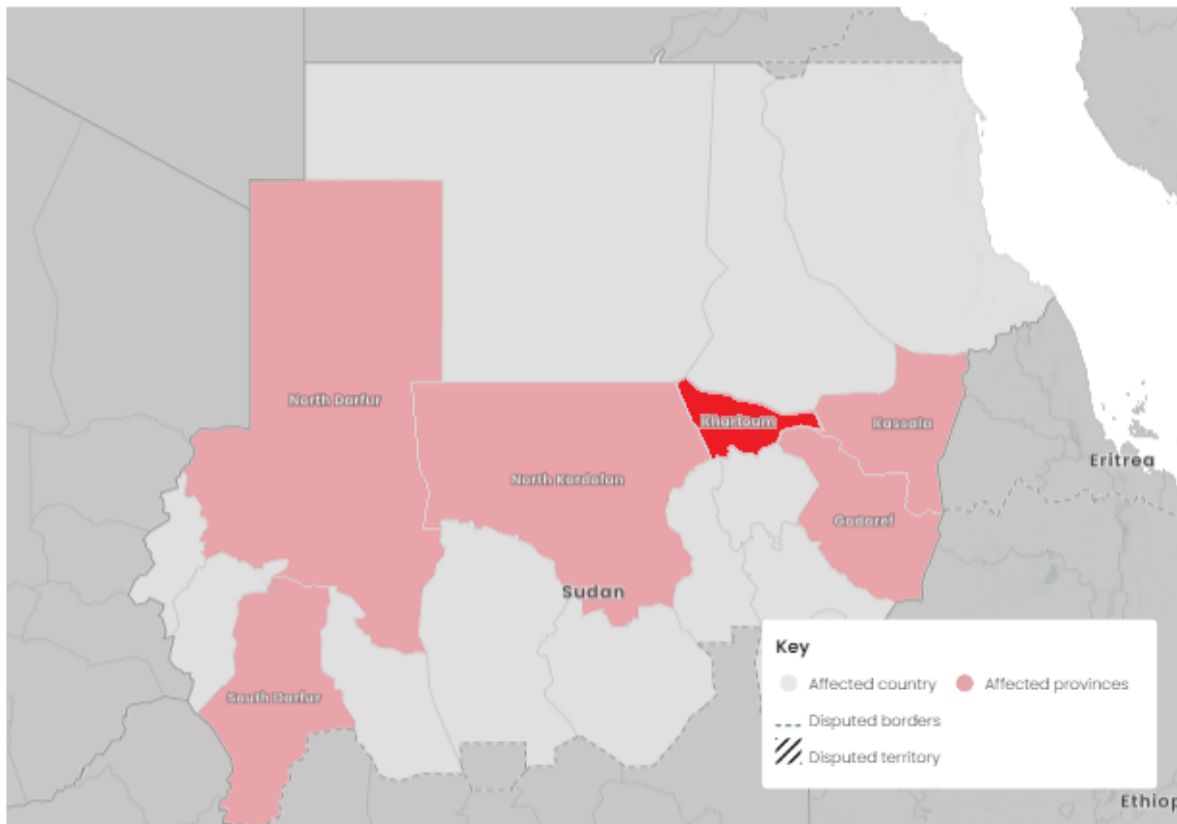 North Darfur
Khartoum
Kassala
Eritrea
North Kordofan
Gadaref
Sudan
South Darfur
Key
Affected country
Affected provinces
Disputed borders
Disputed territory
Ethiop